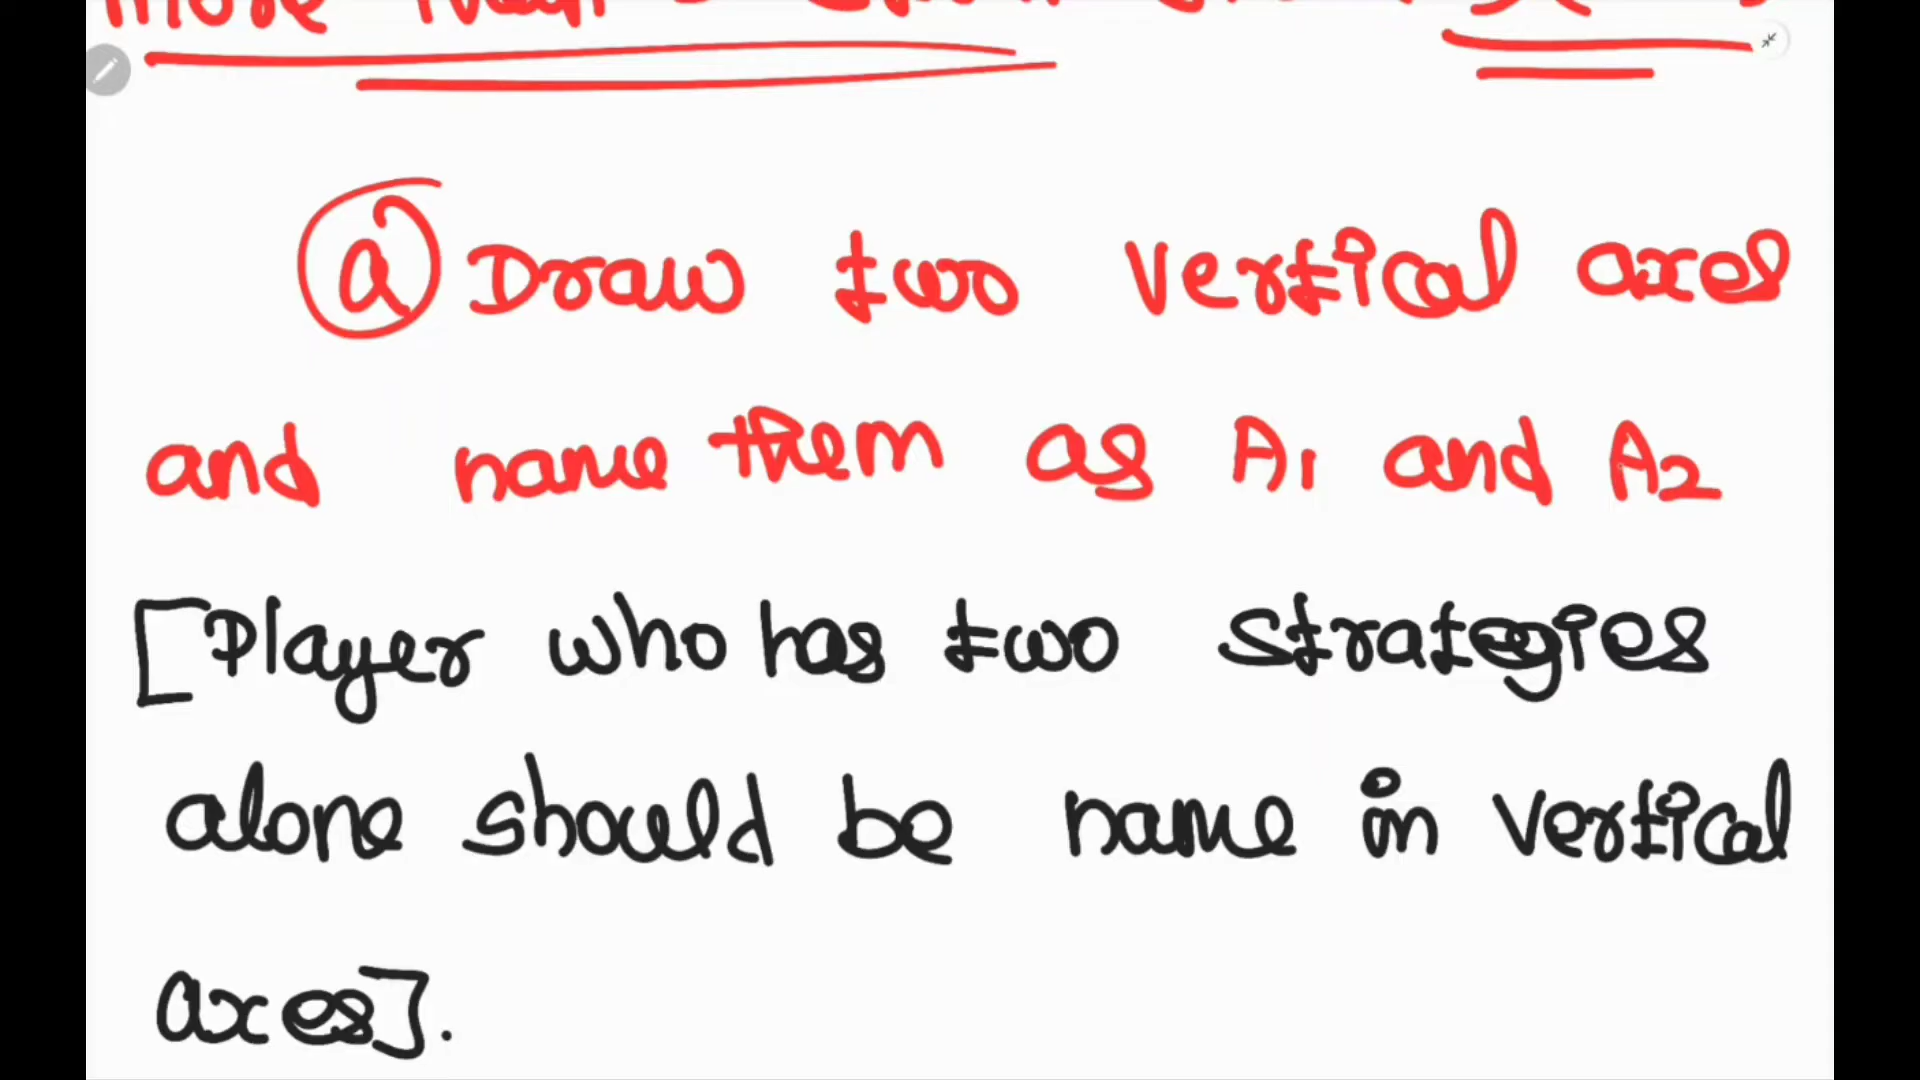 more
ⓐ Draw two vertical axes
and name them as A1 and A2
[Player who has two strategies
alone should be name in vertical
axes].